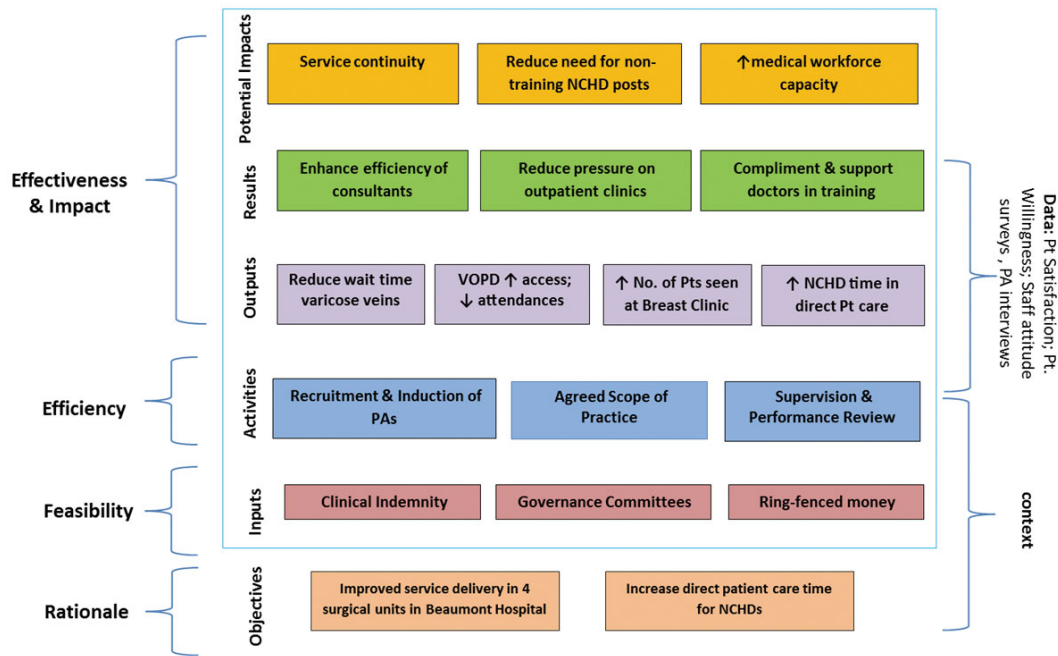 Potential Impacts
Service continuity
Reduce need for non-
training NCHD posts
↑medical workforce
capacity
Effectiveness
& Impact
Results
Enhance efficiency of
consultants
Reduce pressure on
outpatient clinics
Compliment & support
doctors in training
Outputs
Reduce wait time
varicose veins
VOPD ↑ access;
↓ attendances
↑ No. of Pts seen
at Breast Clinic
↑ NCHD time in
direct Pt care
Data: Pt Satisfaction; Pt.
Willingness; Staff attitude
surveys , PA interviews
Efficiency
Activities
Recruitment & Induction of
PAs
Agreed Scope of
Practice
Supervision &
Performance Review
Feasibility
Inputs
Clinical Indemnity
Governance Committees
Ring-fenced money
context
Rationale
Objectives
Improved service delivery in 4
surgical units in Beaumont Hospital
Increase direct patient care time
for NCHDs